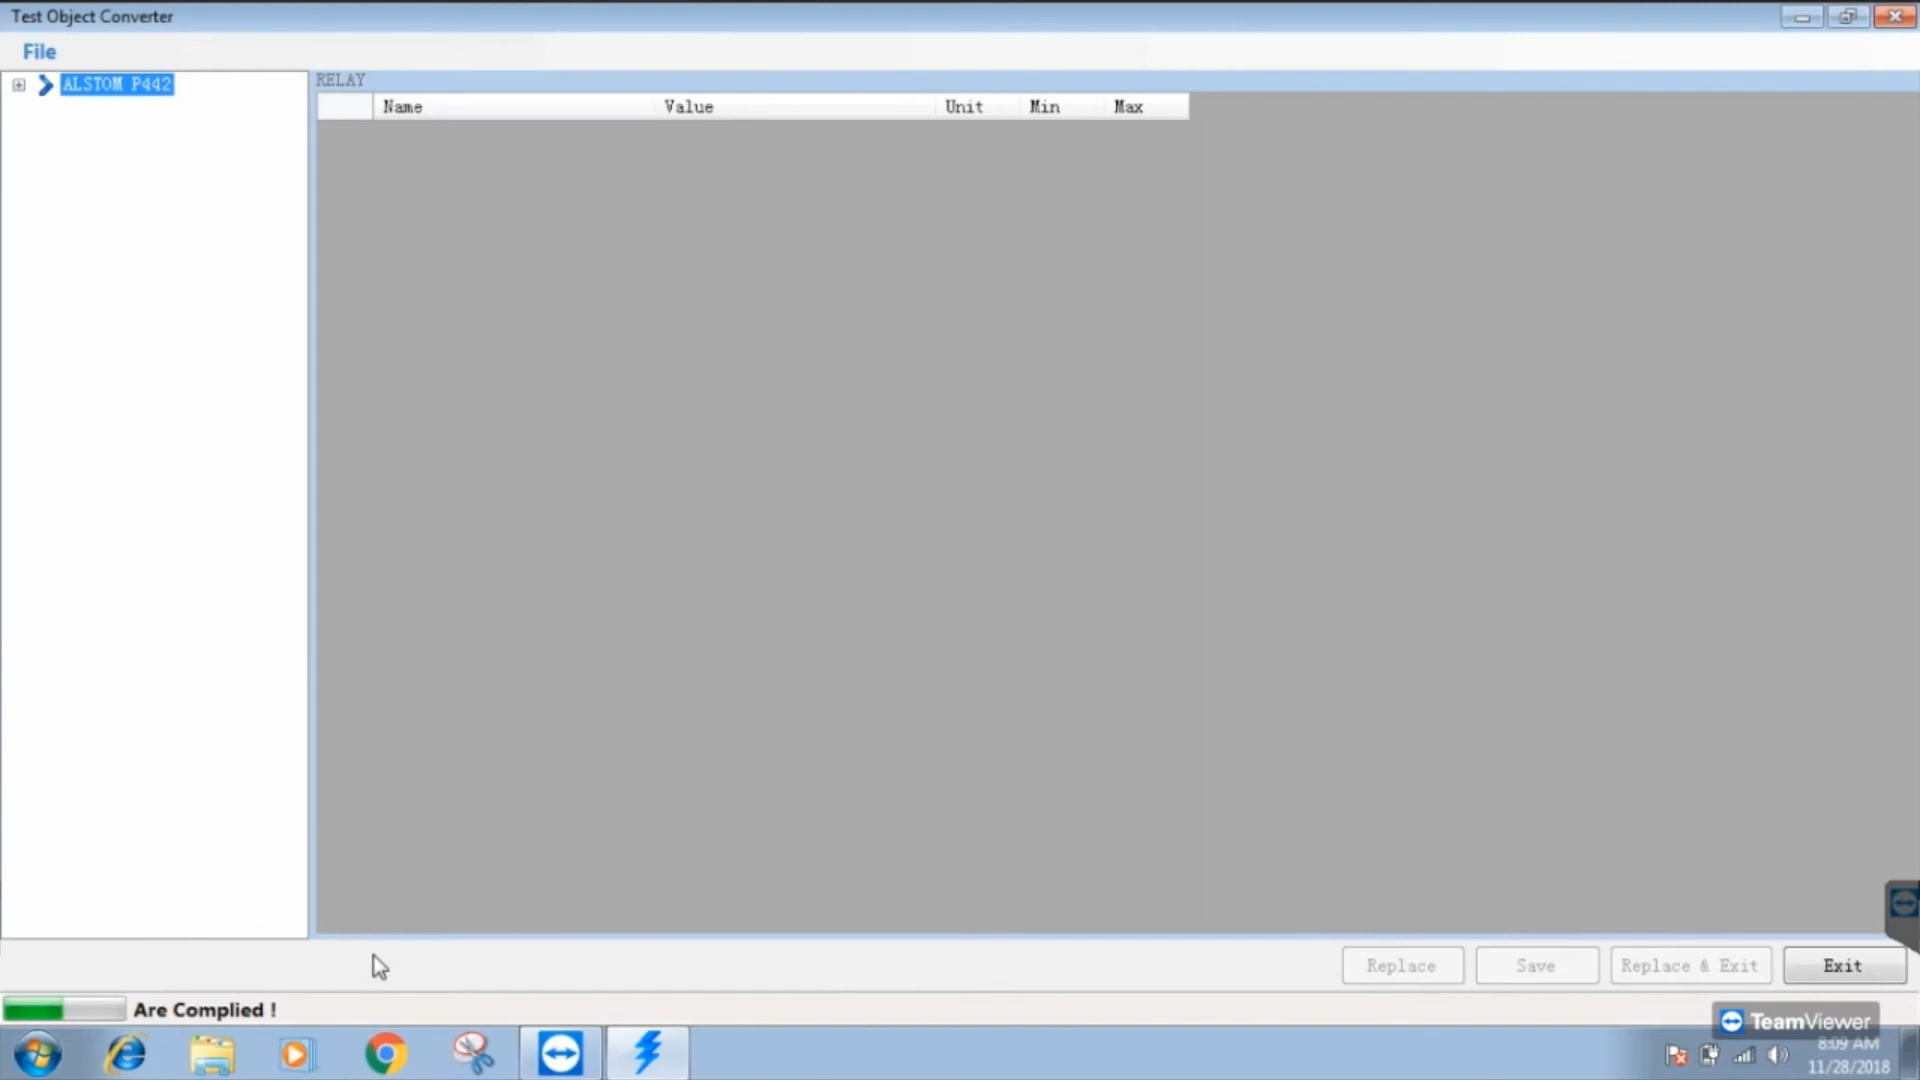 Test Object Converter
File
ALSTOM P442
RELAY
Name Value Unit Min Max
Replace Save Replace & Exit Exit
Are Complied !
TeamViewer
8:09 AM
11/28/2018